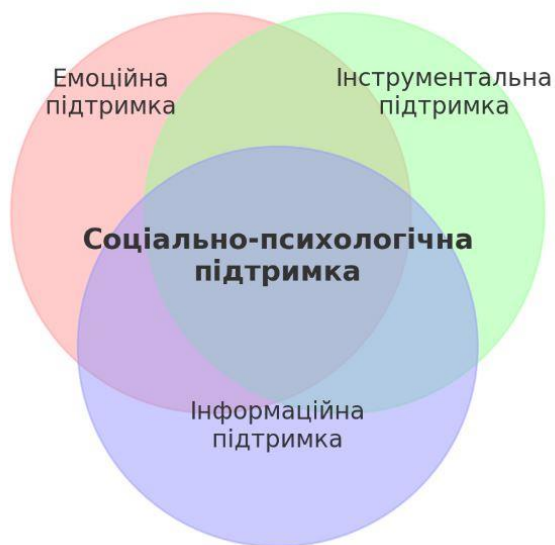 Емоційна
підтримка
Інструментальна
підтримка
Соціально-психологічна
підтримка
Інформаційна
підтримка